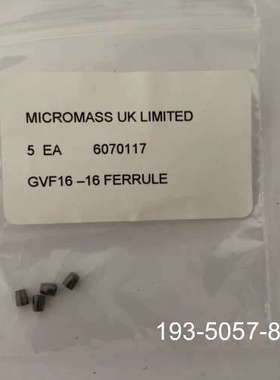 MICROMASS UK LIMITED
5 EA 6070117
GVF16 –16 FERRULE
193-5057-8